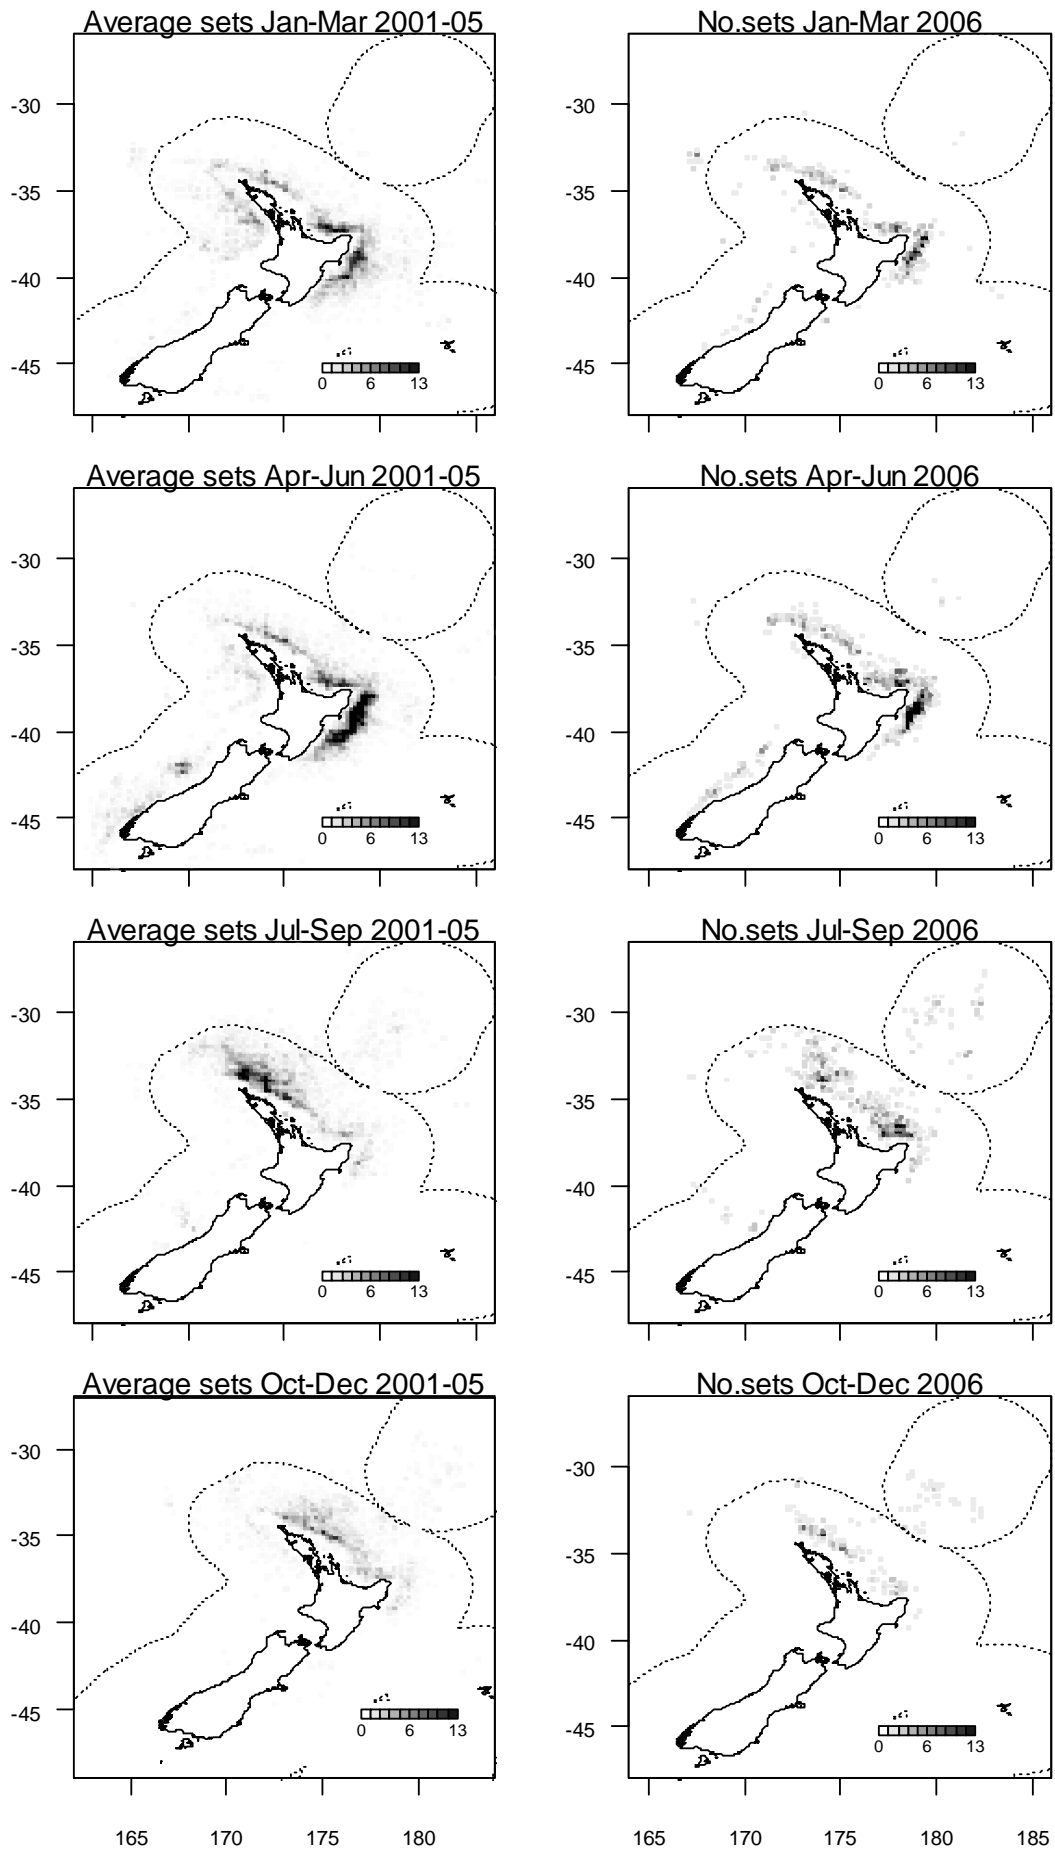 Average sets Jan-Mar 2001-05 No.sets Jan-Mar 2006
-30 -30
-35 -35
-40 -40
-45 -45
0 6 13 0 6 13
Average sets Apr-Jun 2001-05 No.sets Apr-Jun 2006
-30 -30
-35 -35
-40 -40
-45 -45
0 6 13 0 6 13
Average sets Jul-Sep 2001-05 No.sets Jul-Sep 2006
-30 -30
-35 -35
-40 -40
-45 -45
0 6 13 0 6 13
Average sets Oct-Dec 2001-05 No.sets Oct-Dec 2006
-30 -30
-35 -35
-40 -40
-45 -45
0 6 13 0 6 13
165 170 175 180 165 170 175 180 185